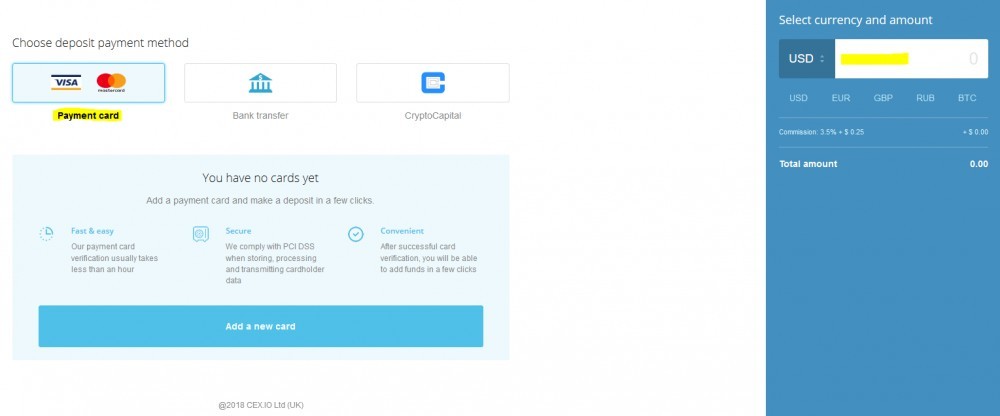 Choose deposit payment method
VISA
mastercard
Payment card
Bank transfer
CryptoCapital
You have no cards yet
Add a payment card and make a deposit in a few clicks.
Fast & easy
Our payment card
verification usually takes
less than an hour
Secure
We comply with PCI DSS
when storing, processing
and transmitting cardholder
data
Convenient
After successful card
verification, you will be able
to add funds in a few clicks
Add a new card
@2018 CEX.IO Ltd (UK)
Select currency and amount
USD 0
USD EUR GBP RUB BTC
Commission: 3.5% + $ 0.25 + $ 0.00
Total amount 0.00